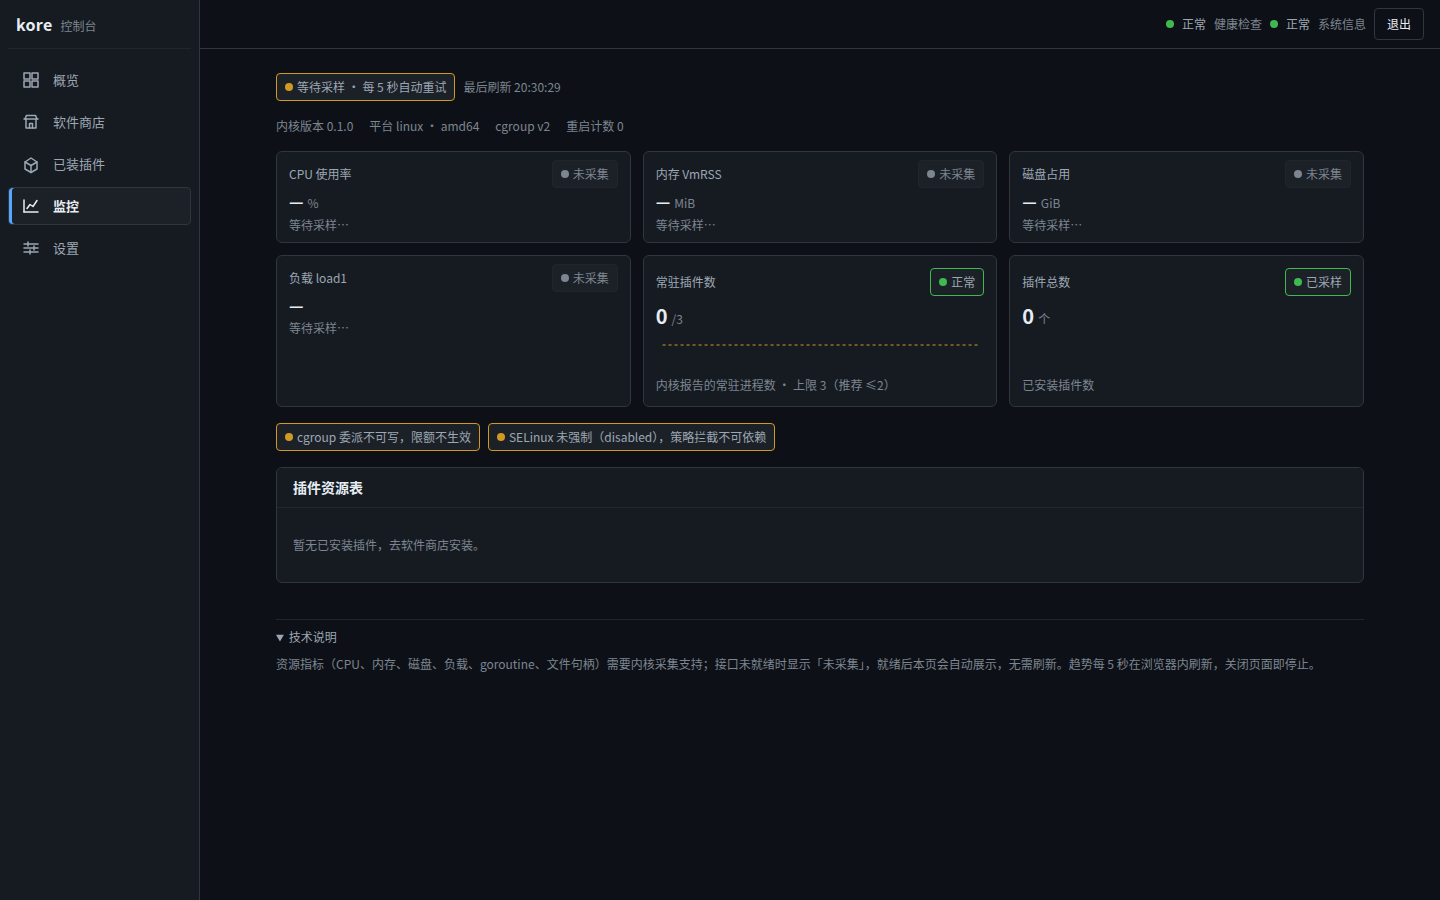 kore 控制台
正常 健康检查 正常 系统信息 退出
概览
软件商店
已装插件
监控
设置
等待采样 · 每 5 秒自动重试 最后刷新 20:30:29
内核版本 0.1.0 平台 linux · amd64 cgroup v2 重启计数 0
CPU 使用率 未采集
— %
等待采样…
内存 VmRSS 未采集
— MiB
等待采样…
磁盘占用 未采集
— GiB
等待采样…
负载 load1 未采集
—
等待采样…
常驻插件数 正常
0 /3
内核报告的常驻进程数 · 上限 3（推荐 ≤2）
插件总数 已采样
0 个
已安装插件数
cgroup 委派不可写，限额不生效 SELinux 未强制（disabled），策略拦截不可依赖
插件资源表
暂无已安装插件，去软件商店安装。
▼ 技术说明
资源指标（CPU、内存、磁盘、负载、goroutine、文件句柄）需要内核采集支持；接口未就绪时显示「未采集」，就绪后本页会自动展示，无需刷新。趋势每 5 秒在浏览器内刷新，关闭页面即停止。